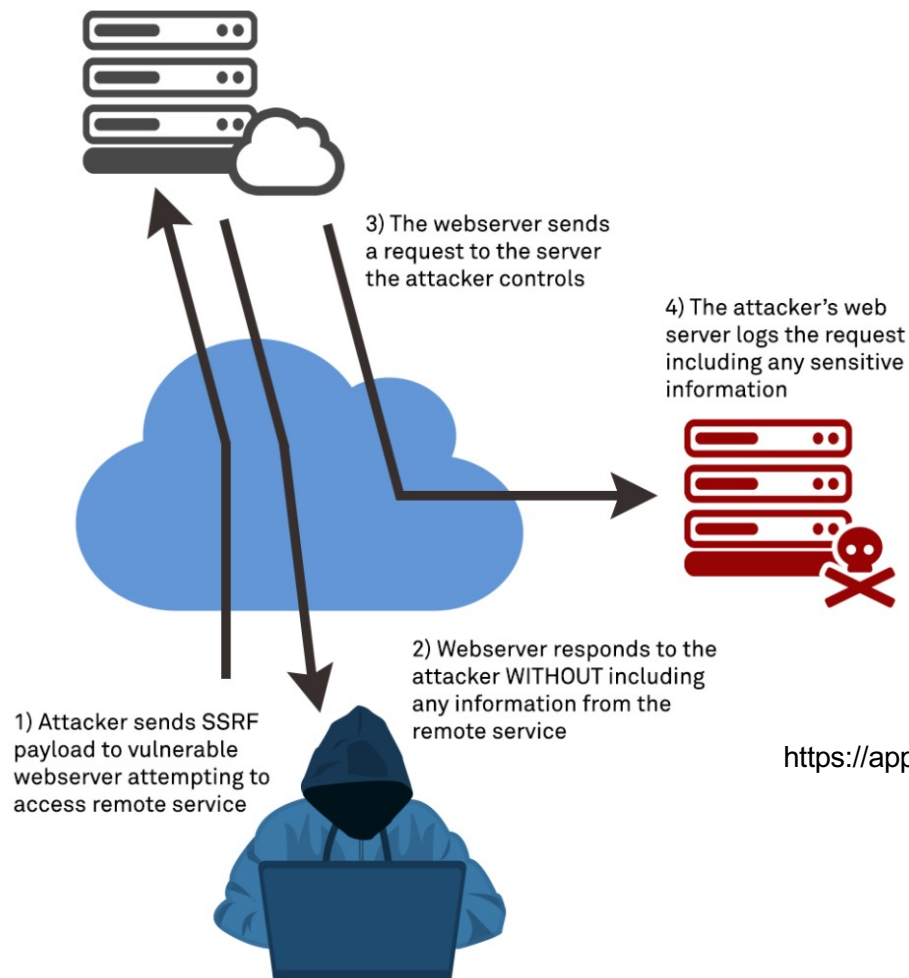 3) The webserver sends
a request to the server
the attacker controls
4) The attacker's web
server logs the request
including any sensitive
information
2) Webserver responds to the
attacker WITHOUT including
any information from the
remote service
1) Attacker sends SSRF
payload to vulnerable
webserver attempting to
access remote service
https://app